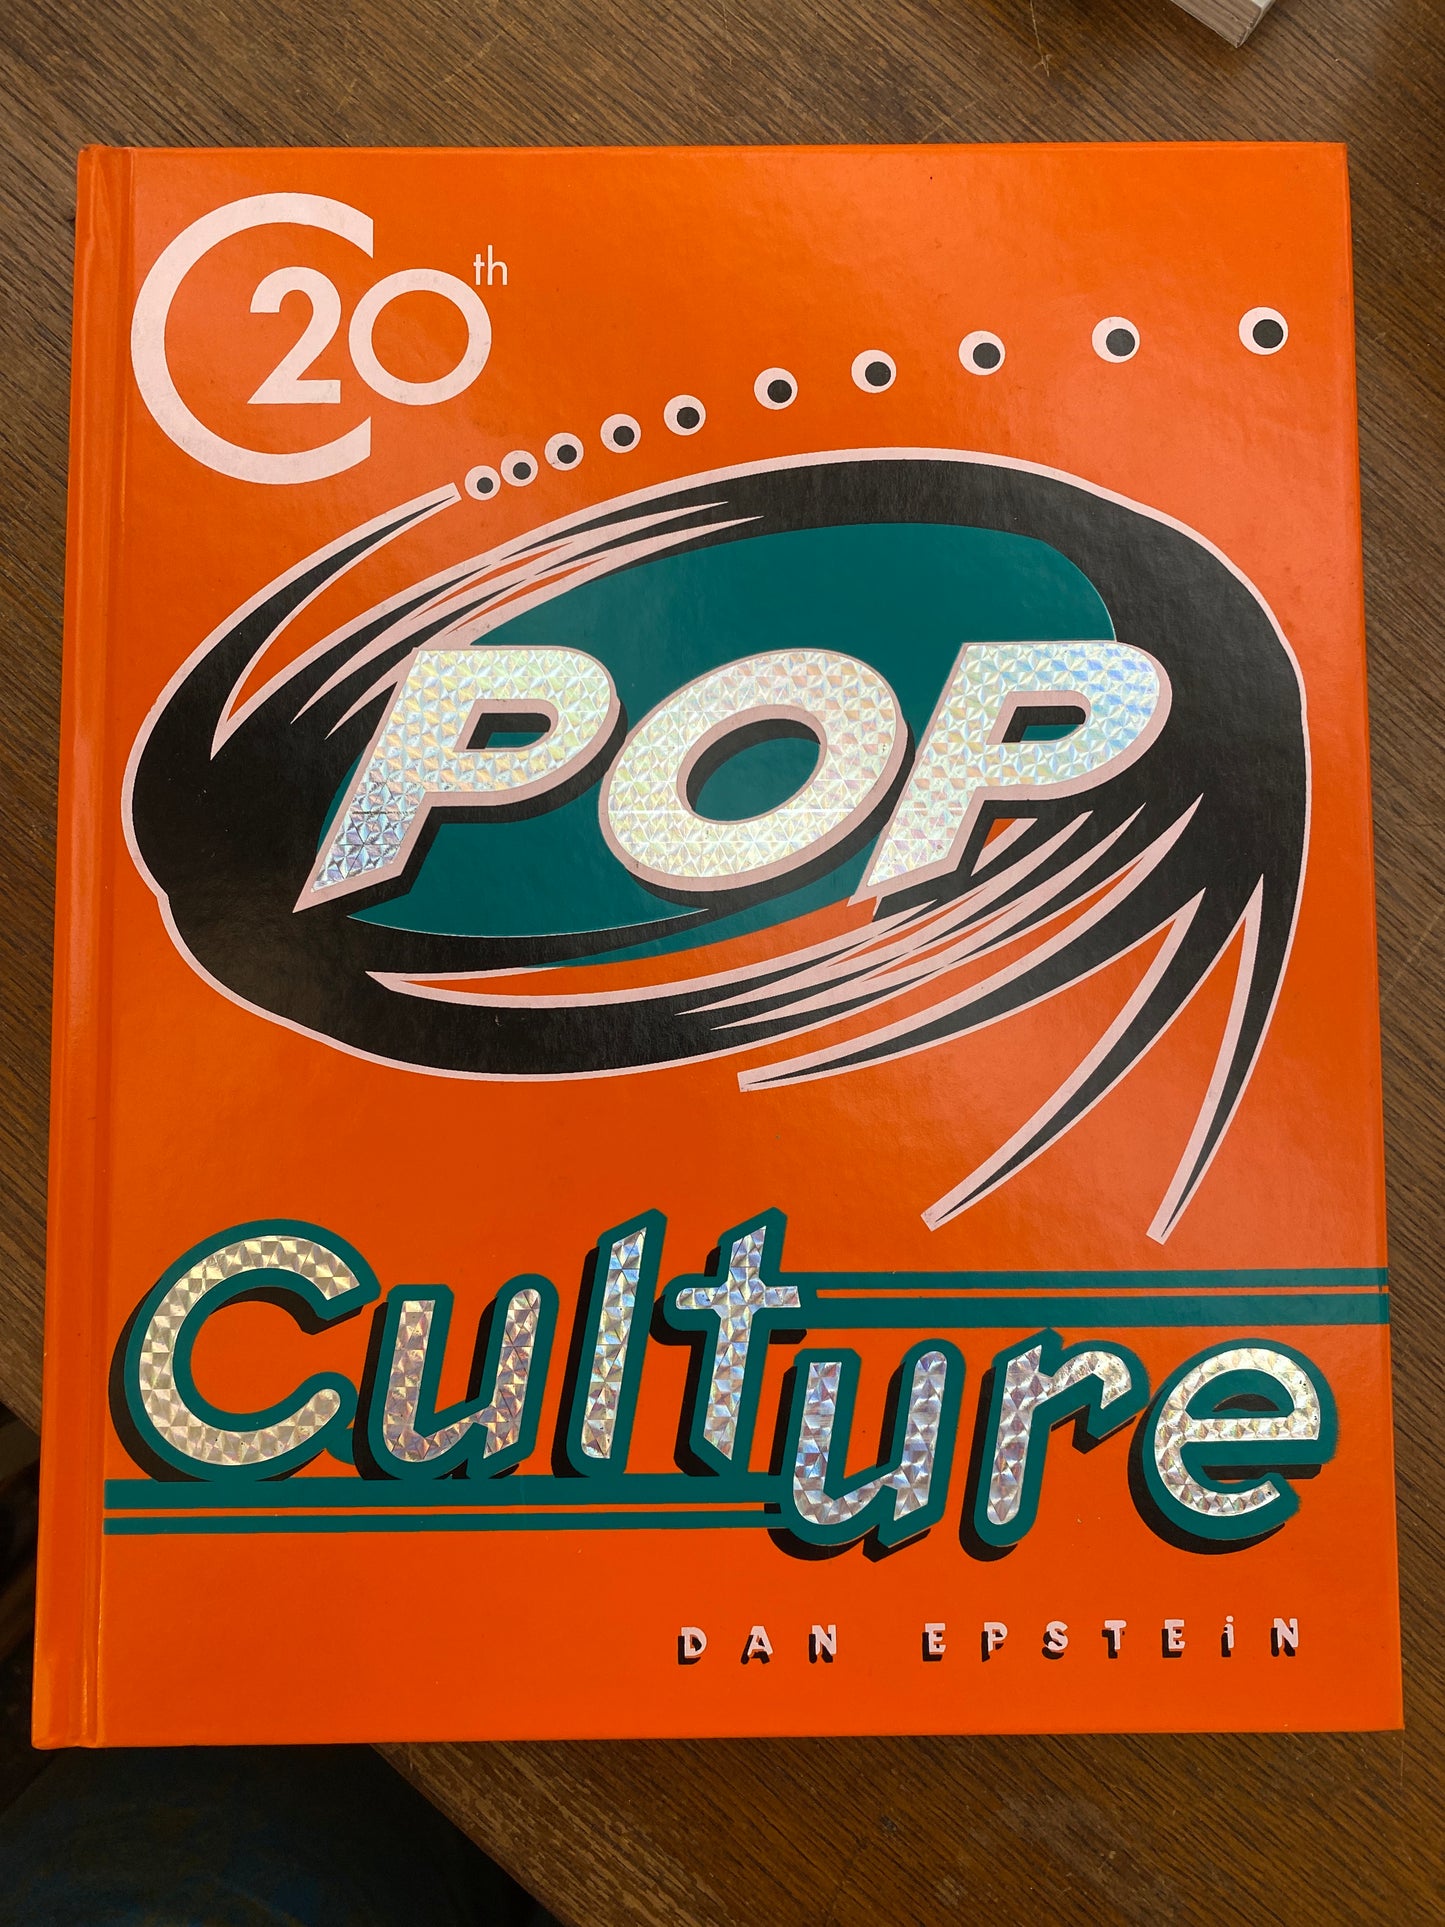 C20th
POP
Culture
DAN EPSTEiN